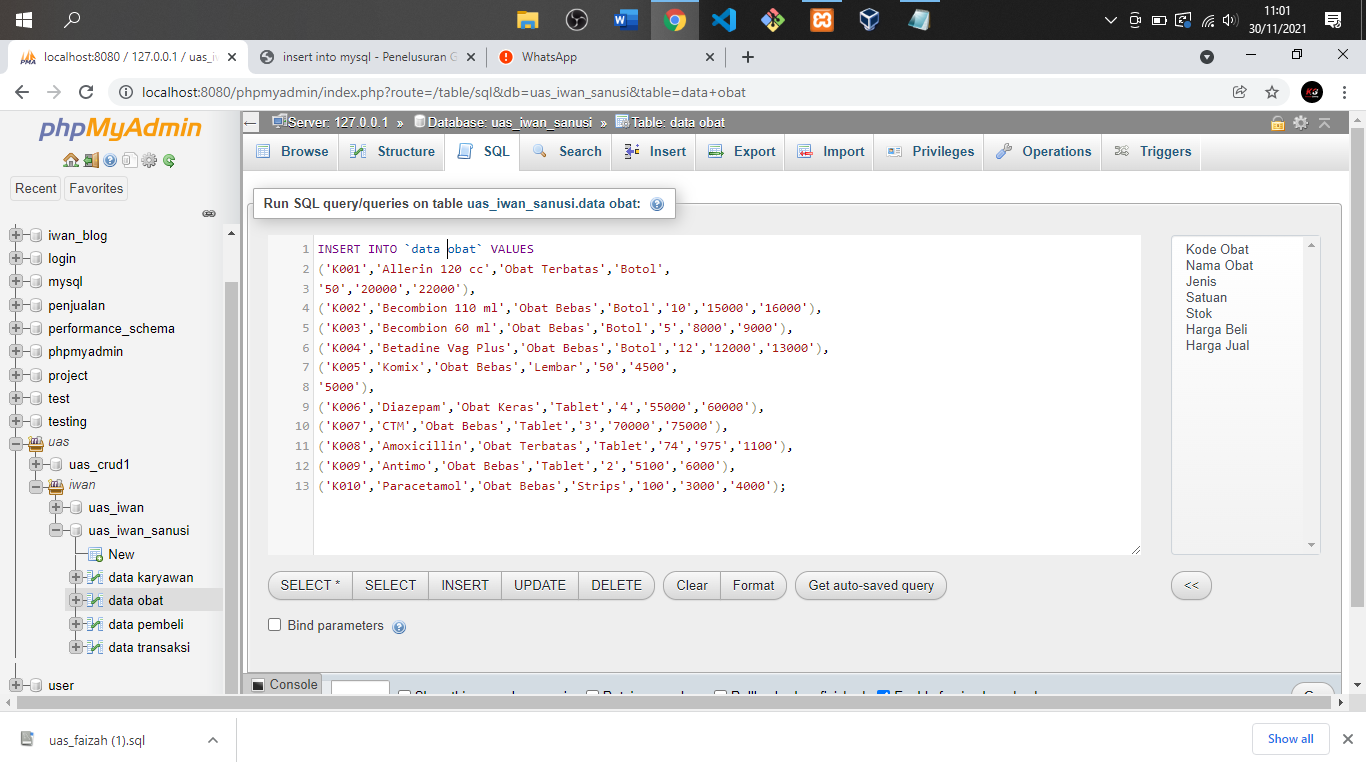 11:01
30/11/2021
localhost:8080 / 127.0.0.1 / uas_iv
insert into mysql - Penelusuran G
WhatsApp
localhost:8080/phpmyadmin/index.php?route=/table/sql&db=uas_iwan_sanusi&table=data+obat
phpMyAdmin
Recent
Favorites
iwan_blog
login
mysql
penjualan
performance_schema
phpmyadmin
project
test
testing
uas
uas_crud1
iwan
uas_iwan
uas_iwan_sanusi
New
data karyawan
data obat
data pembeli
data transaksi
user
Server: 127.0.0.1 » Database: uas_iwan_sanusi » Table: data obat
Browse Structure SQL Search Insert Export Import Privileges Operations Triggers
Run SQL query/queries on table uas_iwan_sanusi.data obat:
1 INSERT INTO `data obat` VALUES
2 ('K001','Allerin 120 cc','Obat Terbatas','Botol',
3 '50','20000','22000'),
4 ('K002','Becombion 110 ml','Obat Bebas','Botol','10','15000','16000'),
5 ('K003','Becombion 60 ml','Obat Bebas','Botol','5','8000','9000'),
6 ('K004','Betadine Vag Plus','Obat Bebas','Botol','12','12000','13000'),
7 ('K005','Komix','Obat Bebas','Lembar','50','4500',
8 '5000'),
9 ('K006','Diazepam','Obat Keras','Tablet','4','55000','60000'),
10 ('K007','CTM','Obat Bebas','Tablet','3','70000','75000'),
11 ('K008','Amoxicillin','Obat Terbatas','Tablet','74','975','1100'),
12 ('K009','Antimo','Obat Bebas','Tablet','2','5100','6000'),
13 ('K010','Paracetamol','Obat Bebas','Strips','100','3000','4000');
Kode Obat
Nama Obat
Jenis
Satuan
Stok
Harga Beli
Harga Jual
SELECT * SELECT INSERT UPDATE DELETE Clear Format Get auto-saved query <<
Bind parameters
Console
uas_faizah (1).sql
Show all